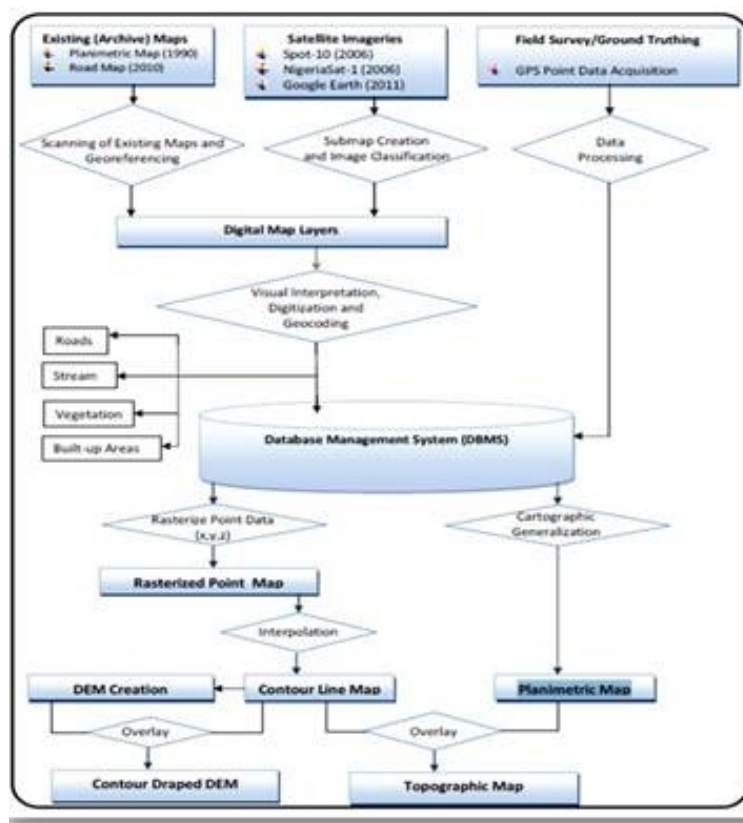 Existing (Archive) Maps
Planimetric Map (1990)
Road Map (2010)
Satellite Imageries
Spot-10 (2006)
NigeriaSat-1 (2006)
Google Earth (2011)
Field Survey/Ground Truthing
GPS Point Data Acquisition
Scanning of Existing Maps and
Georeferencing
Submap Creation
and Image Classification
Data
Processing
Digital Map Layers
Visual Interpretation,
Digitization and
Geocoding
Roads
Stream
Vegetation
Built-up Areas
Database Management System (DBMS)
Rasterize Point Data
(x,y,z)
Cartographic
Generalization
Rasterized Point Map
Interpolation
DEM Creation
Contour Line Map
Planimetric Map
Overlay
Overlay
Contour Draped DEM
Topographic Map